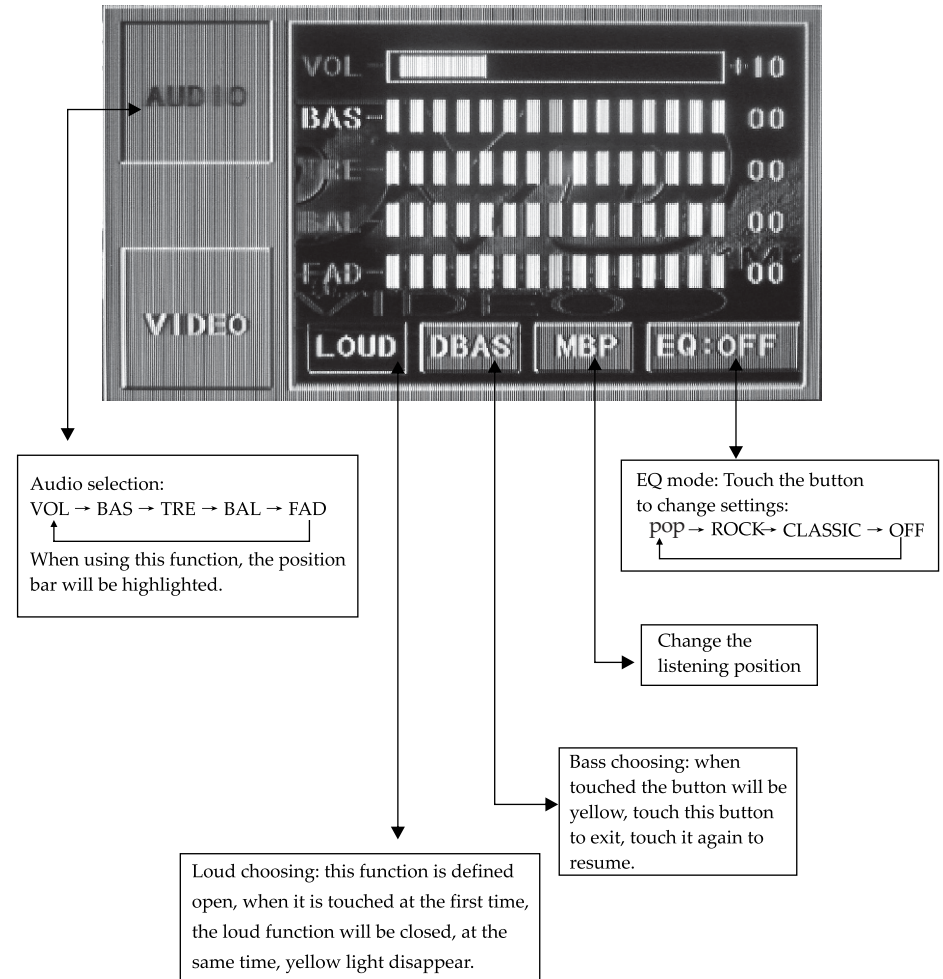 AUDIO
VIDEO
VOL +10
BAS 00
TRE 00
BAL 00
FAD 00
LOUD DBAS MBP EQ:OFF
Audio selection:
VOL → BAS → TRE → BAL → FAD
When using this function, the position
bar will be highlighted.
EQ mode: Touch the button
to change settings:
pop → ROCK → CLASSIC → OFF
Change the
listening position
Bass choosing: when
touched the button will be
yellow, touch this button
to exit, touch it again to
resume.
Loud choosing: this function is defined
open, when it is touched at the first time,
the loud function will be closed, at the
same time, yellow light disappear.